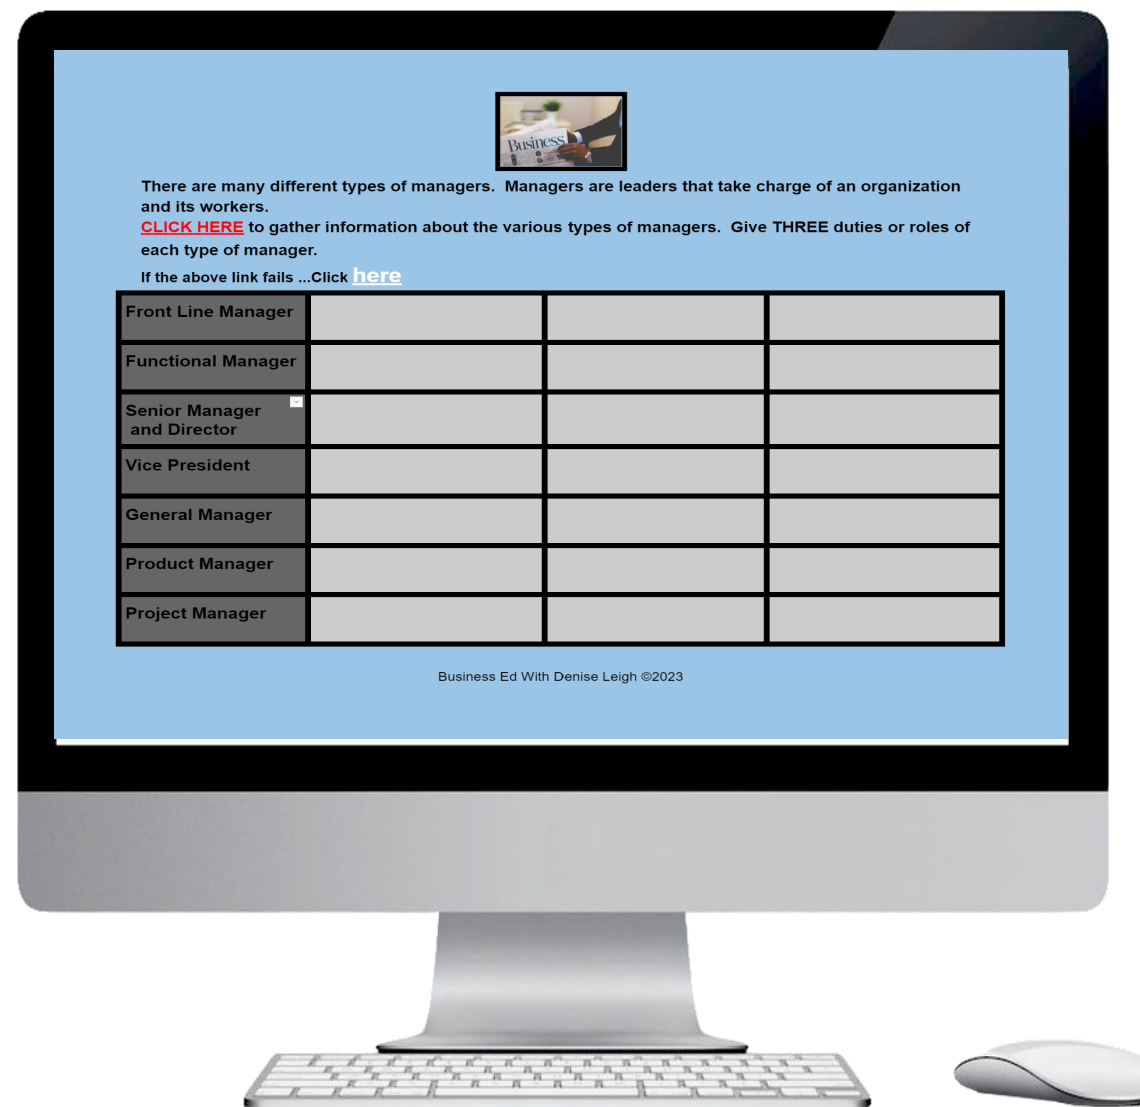 Business
There are many different types of managers.  Managers are leaders that take charge of an organization
and its workers.
CLICK HERE to gather information about the various types of managers.  Give THREE duties or roles of
each type of manager.
If the above link fails ...Click here
Front Line Manager
Functional Manager
Senior Manager
and Director
Vice President
General Manager
Product Manager
Project Manager
Business Ed With Denise Leigh ©2023